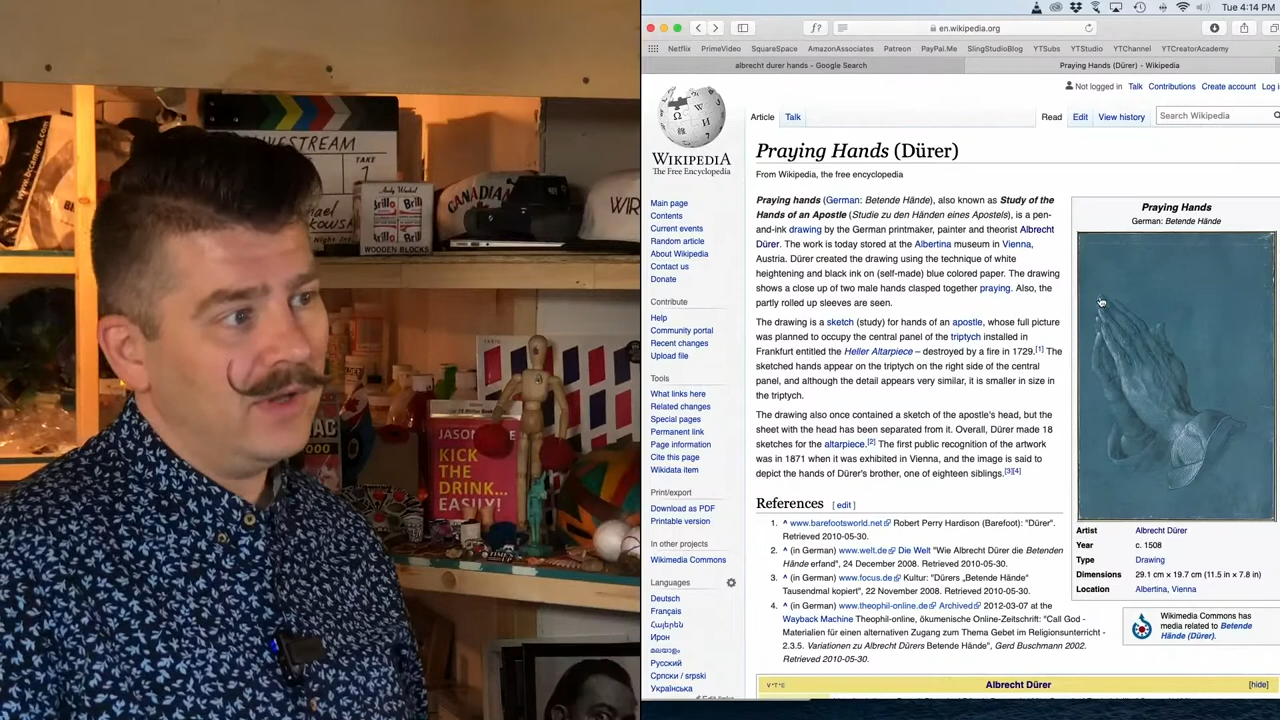 IVESTREAM
TAKE
7
Andy Warhol
Brillo
Brillo
WOODEN BLOCKS
CANADIAN
WIR
JASON
KICK
THE
DRINK...
EASILY!
Tue 4:14 PM
en.wikipedia.org
Netflix PrimeVideo SquareSpace AmazonAssociates Patreon PayPal.Me SlingStudioBlog YTSubs YTStudio YTChannel YTCreatorAcademy
albrecht durer hands - Google Search
Praying Hands (Dürer) - Wikipedia
Not logged in Talk Contributions Create account Log i
WIKIPEDIA
The Free Encyclopedia
Article Talk
Read Edit View history
Search Wikipedia
Main page
Contents
Current events
Random article
About Wikipedia
Contact us
Donate
Contribute
Help
Community portal
Recent changes
Upload file
Tools
What links here
Related changes
Special pages
Permanent link
Page information
Cite this page
Wikidata item
Print/export
Download as PDF
Printable version
In other projects
Wikimedia Commons
Languages
Deutsch
Français
Հայերեն
Ирон
മലയാളം
Русский
Српски / srpski
Українська
Edit links
Praying Hands (Dürer)
From Wikipedia, the free encyclopedia
Praying hands (German: Betende Hände), also known as Study of the
Hands of an Apostle (Studie zu den Händen eines Apostels), is a pen-
and-ink drawing by the German printmaker, painter and theorist Albrecht
Dürer. The work is today stored at the Albertina museum in Vienna,
Austria. Dürer created the drawing using the technique of white
heightening and black ink on (self-made) blue colored paper. The drawing
shows a close up of two male hands clasped together praying. Also, the
partly rolled up sleeves are seen.
The drawing is a sketch (study) for hands of an apostle, whose full picture
was planned to occupy the central panel of the triptych installed in
Frankfurt entitled the Heller Altarpiece – destroyed by a fire in 1729.[1] The
sketched hands appear on the triptych on the right side of the central
panel, and although the detail appears very similar, it is smaller in size in
the triptych.
The drawing also once contained a sketch of the apostle's head, but the
sheet with the head has been separated from it. Overall, Dürer made 18
sketches for the altarpiece.[2] The first public recognition of the artwork
was in 1871 when it was exhibited in Vienna, and the image is said to
depict the hands of Dürer's brother, one of eighteen siblings.[3][4]
References [ edit ]
1. ^ www.barefootsworld.net Robert Perry Hardison (Barefoot): "Dürer".
Retrieved 2010-05-30.
2. ^ (in German) www.welt.de Die Welt "Wie Albrecht Dürer die Betenden
Hände erfand", 24 December 2008. Retrieved 2010-05-30.
3. ^ (in German) www.focus.de Kultur: "Dürers „Betende Hände"
Tausendmal kopiert", 22 November 2008. Retrieved 2010-05-30.
4. ^ (in German) www.theophil-online.de Archived 2012-03-07 at the
Wayback Machine Theophil-online, ökumenische Online-Zeitschrift: "Call God -
Materialien für einen alternativen Zugang zum Thema Gebet im Religionsunterricht -
2.3.5. Variationen zu Albrecht Dürers Betende Hände", Gerd Buschmann 2002.
Retrieved 2010-05-30.
Praying Hands
German: Betende Hände
Artist Albrecht Dürer
Year c. 1508
Type Drawing
Dimensions 29.1 cm × 19.7 cm (11.5 in × 7.8 in)
Location Albertina, Vienna
Wikimedia Commons has
media related to Betende
Hände (Dürer).
V·T·E
Albrecht Dürer
[hide]